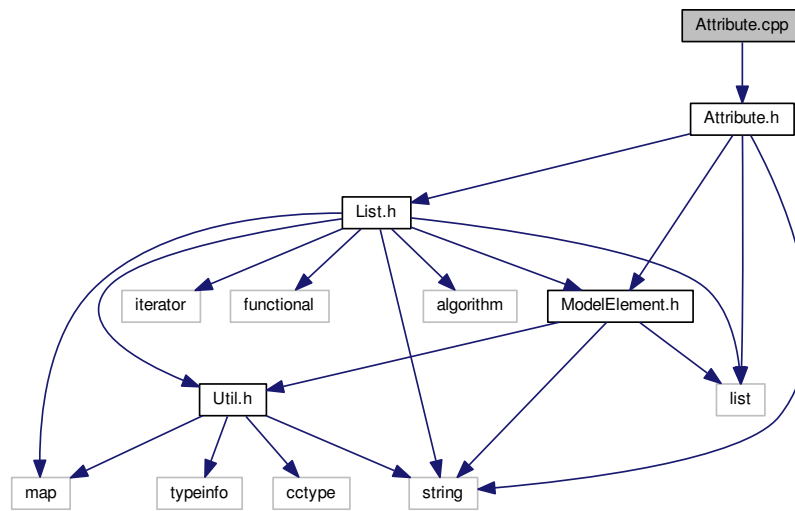 Attribute.cpp
Attribute.h
List.h
iterator
functional
algorithm
ModelElement.h
Util.h
list
map
typeinfo
cctype
string